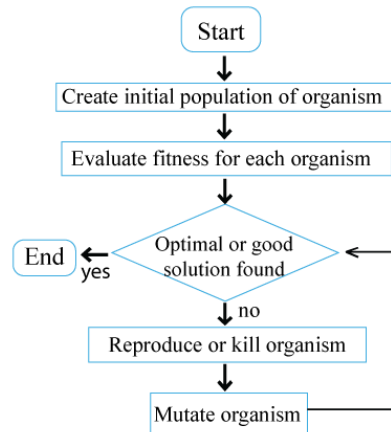 Start
Create initial population of organism
Evaluate fitness for each organism
Optimal or good
solution found
End
yes
no
Reproduce or kill organism
Mutate organism